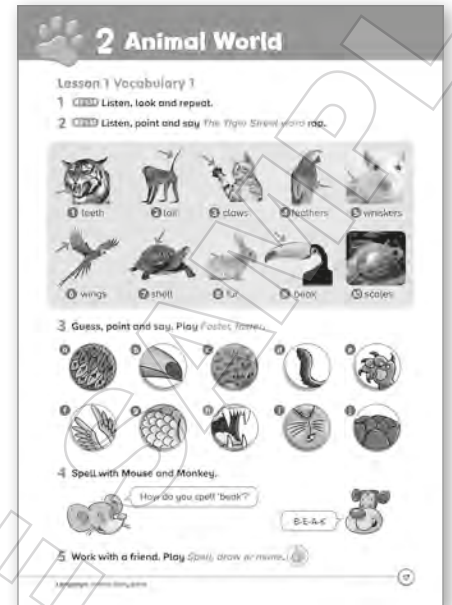 2 Animal World
Lesson 1 Vocabulary 1
1 Listen, look and repeat.
2 Listen, point and say The Tiger Street word rap.
1 teeth
2 tail
3 claws
4 feathers
5 whiskers
6 wings
7 shell
8 fur
9 beak
10 scales
3 Guess, point and say. Play Faster, faster.
a
b
c
d
e
f
g
h
i
j
4 Spell with Mouse and Monkey.
How do you spell 'beak'?
B-E-A-K
5 Work with a friend. Play Spell, draw or mime.
17
SAMPLE